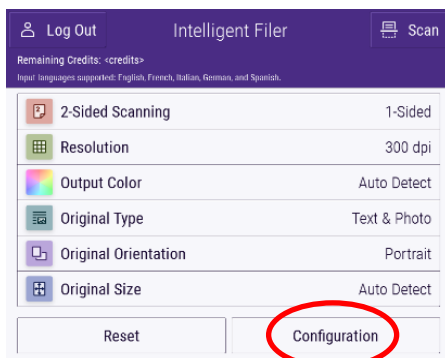 Log Out Intelligent Filer Scan
Remaining Credits: <credits>
Input languages supported: English, French, Italian, German, and Spanish.
2-Sided Scanning 1-Sided
Resolution 300 dpi
Output Color Auto Detect
Original Type Text & Photo
Original Orientation Portrait
Original Size Auto Detect
Reset Configuration